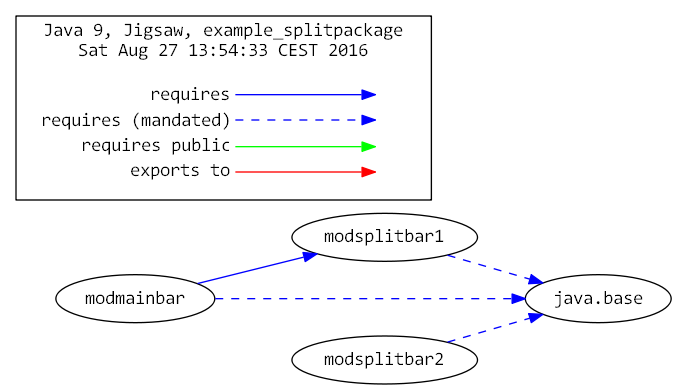 Java 9, Jigsaw, example_splitpackage
Sat Aug 27 13:54:33 CEST 2016
requires
requires (mandated)
requires public
exports to
modsplitbar1
modmainbar
java.base
modsplitbar2